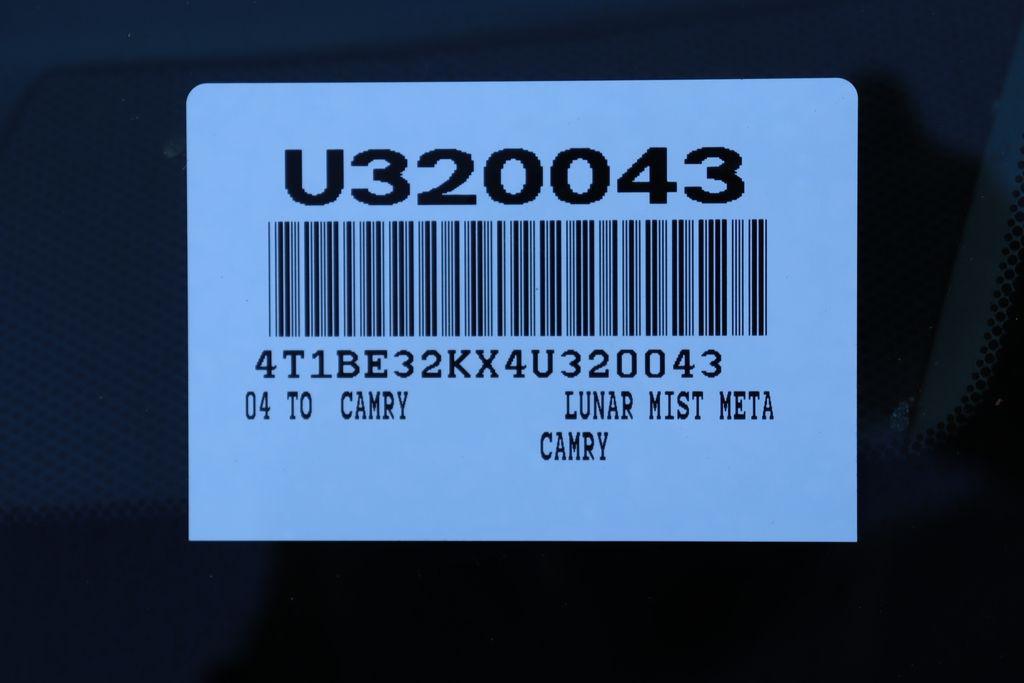 U320043
4T1BE32KX4U320043
04 TO CAMRY LUNAR MIST META
CAMRY